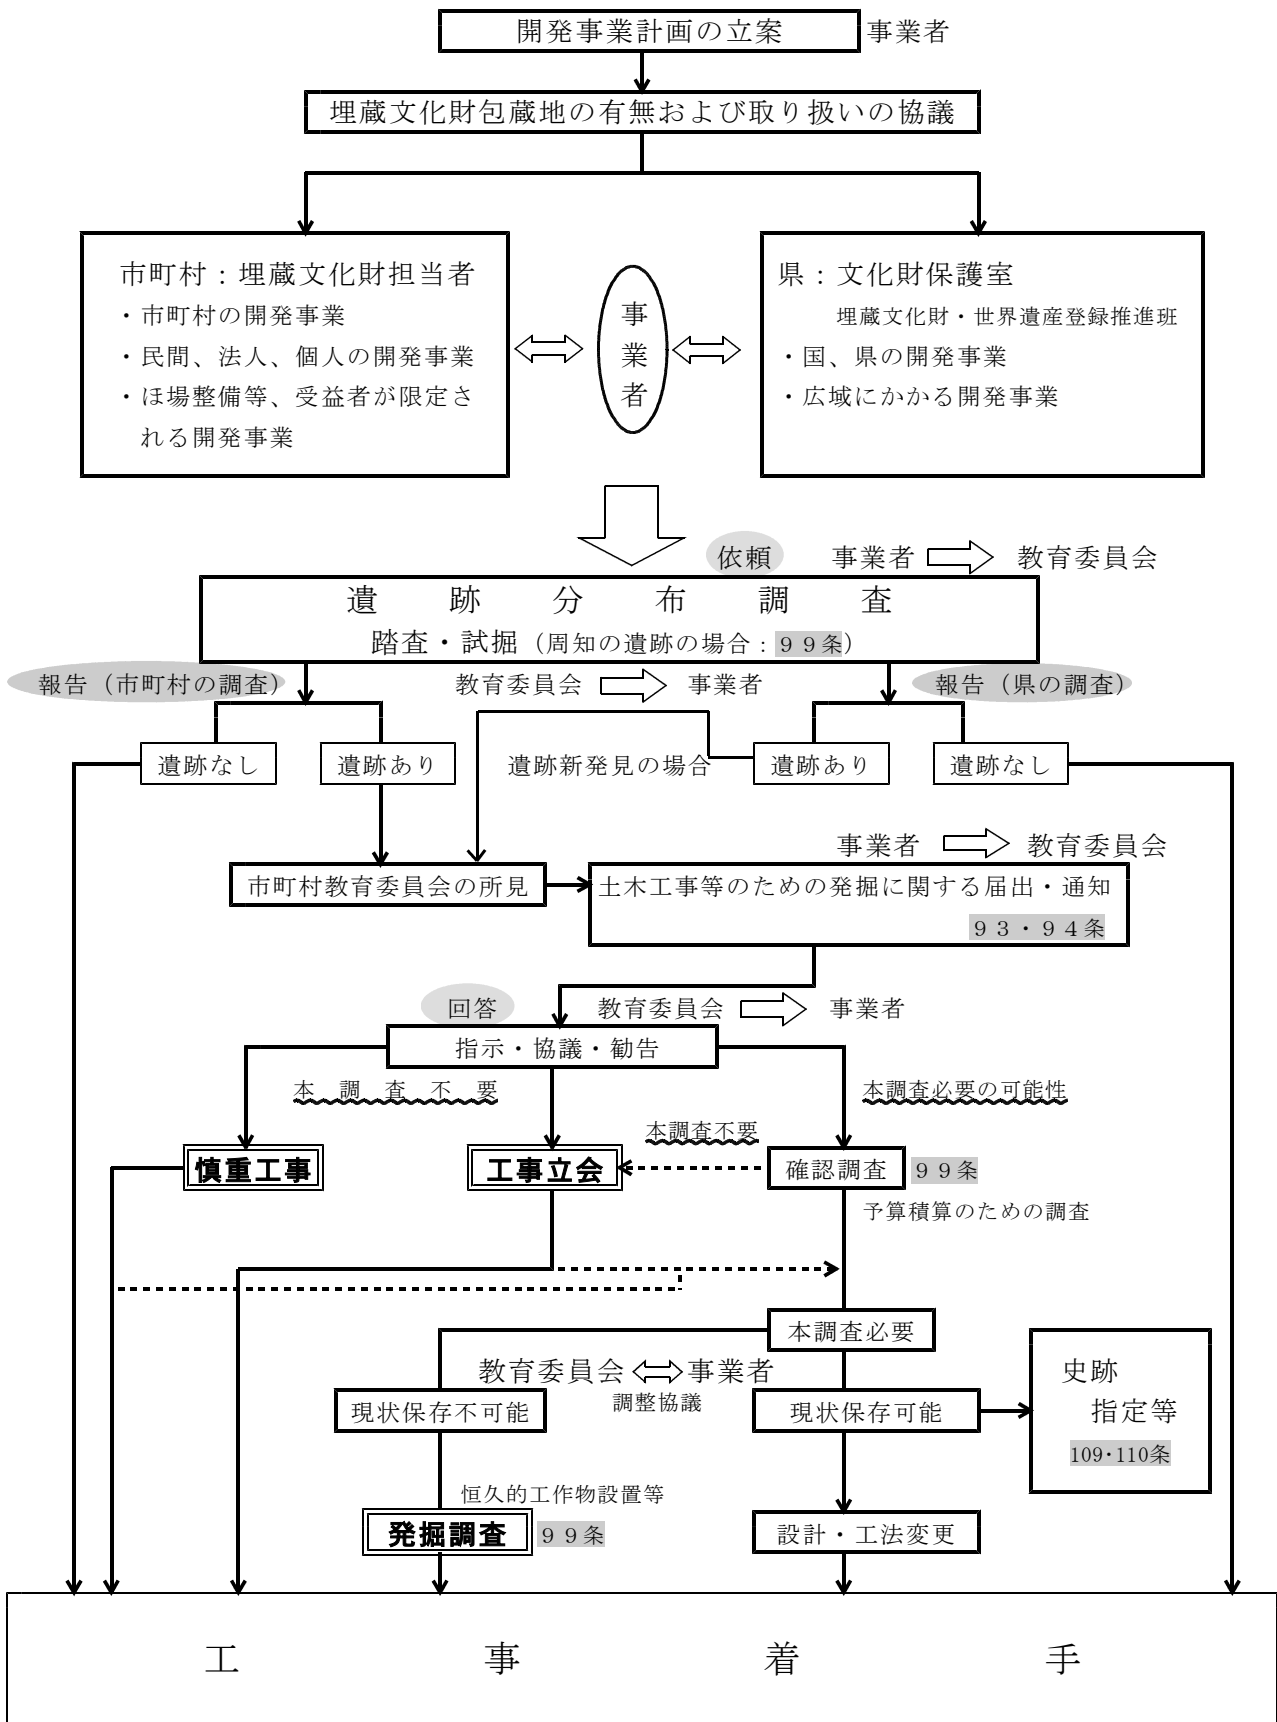 開発事業計画の立案 事業者
埋蔵文化財包蔵地の有無および取り扱いの協議
市町村：埋蔵文化財担当者
・市町村の開発事業
・民間、法人、個人の開発事業
・ほ場整備等、受益者が限定さ
れる開発事業
事業者
県：文化財保護室
埋蔵文化財・世界遺産登録推進班
・国、県の開発事業
・広域にかかる開発事業
依頼 事業者 教育委員会
遺跡分布調査
踏査・試掘（周知の遺跡の場合：９９条）
報告（市町村の調査） 教育委員会 事業者 報告（県の調査）
遺跡なし 遺跡あり 遺跡新発見の場合 遺跡あり 遺跡なし
事業者 教育委員会
市町村教育委員会の所見 土木工事等のための発掘に関する届出・通知
９３・９４条
回答 教育委員会 事業者
指示・協議・勧告
本調査不要 本調査必要の可能性
本調査不要
慎重工事 工事立会 確認調査 ９９条
予算積算のための調査
本調査必要
教育委員会 事業者
調整協議
現状保存不可能 現状保存可能
史跡
指定等
109・110条
恒久的工作物設置等
発掘調査 ９９条 設計・工法変更
工事着手